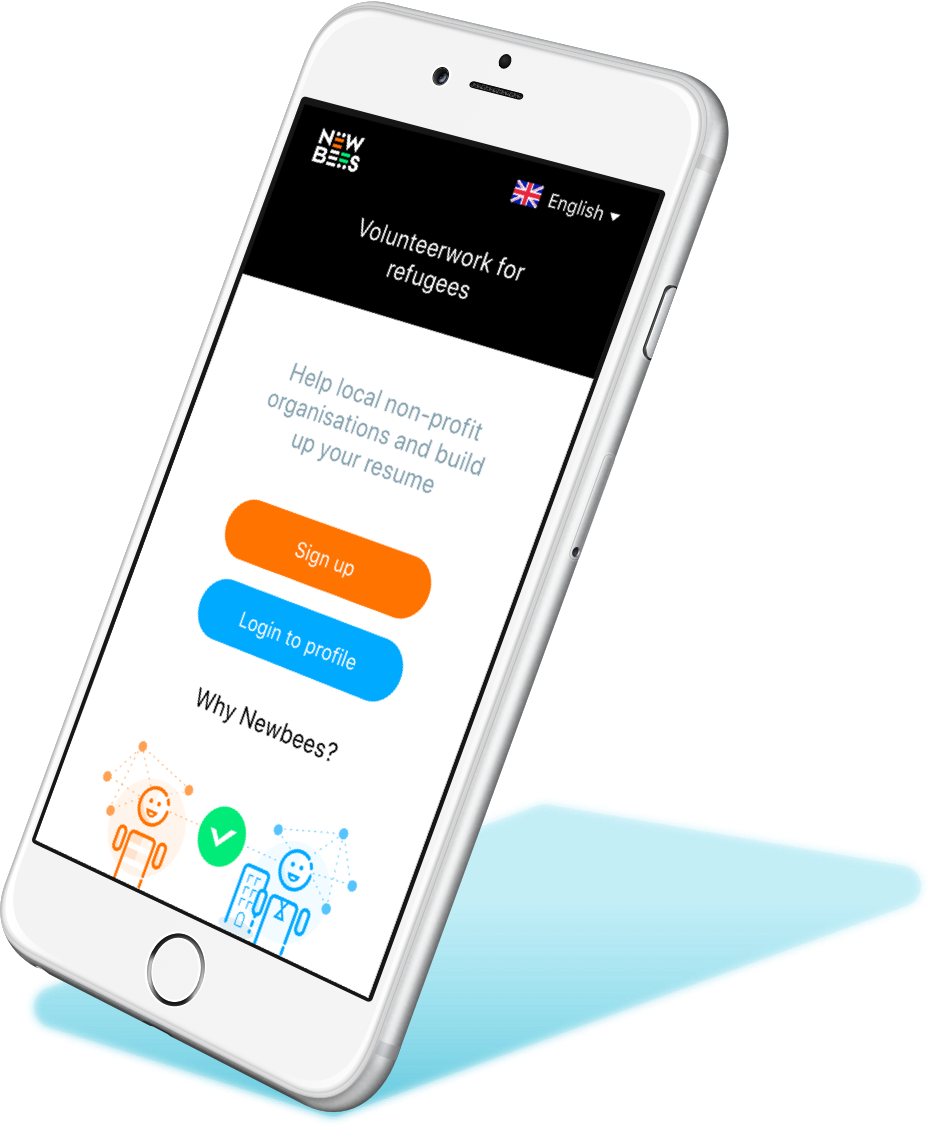 NEW
BEES
English
Volunteerwork for
refugees
Help local non-profit
organisations and build
up your resume
Sign up
Login to profile
Why Newbees?